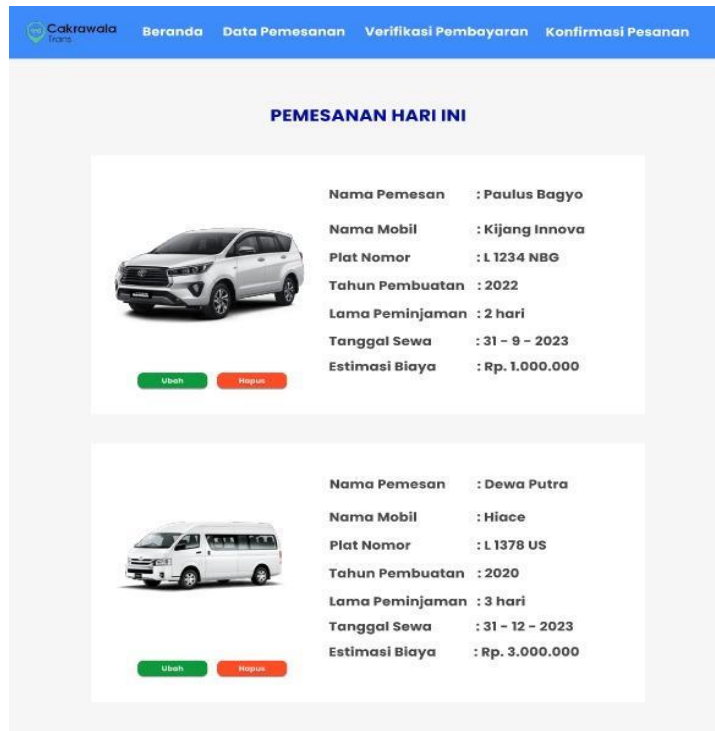 Cakrawala
Trans
Beranda Data Pemesanan Verifikasi Pembayaran Konfirmasi Pesanan
PEMESANAN HARI INI
Nama Pemesan : Paulus Bagyo
Nama Mobil : Kijang Innova
Plat Nomor : L 1234 NBG
Tahun Pembuatan : 2022
Lama Peminjaman : 2 hari
Tanggal Sewa : 31 - 9 - 2023
Estimasi Biaya : Rp. 1.000.000
Ubah Hapus
Nama Pemesan : Dewa Putra
Nama Mobil : Hiace
Plat Nomor : L 1378 US
Tahun Pembuatan : 2020
Lama Peminjaman : 3 hari
Tanggal Sewa : 31 - 12 - 2023
Estimasi Biaya : Rp. 3.000.000
Ubah Hapus